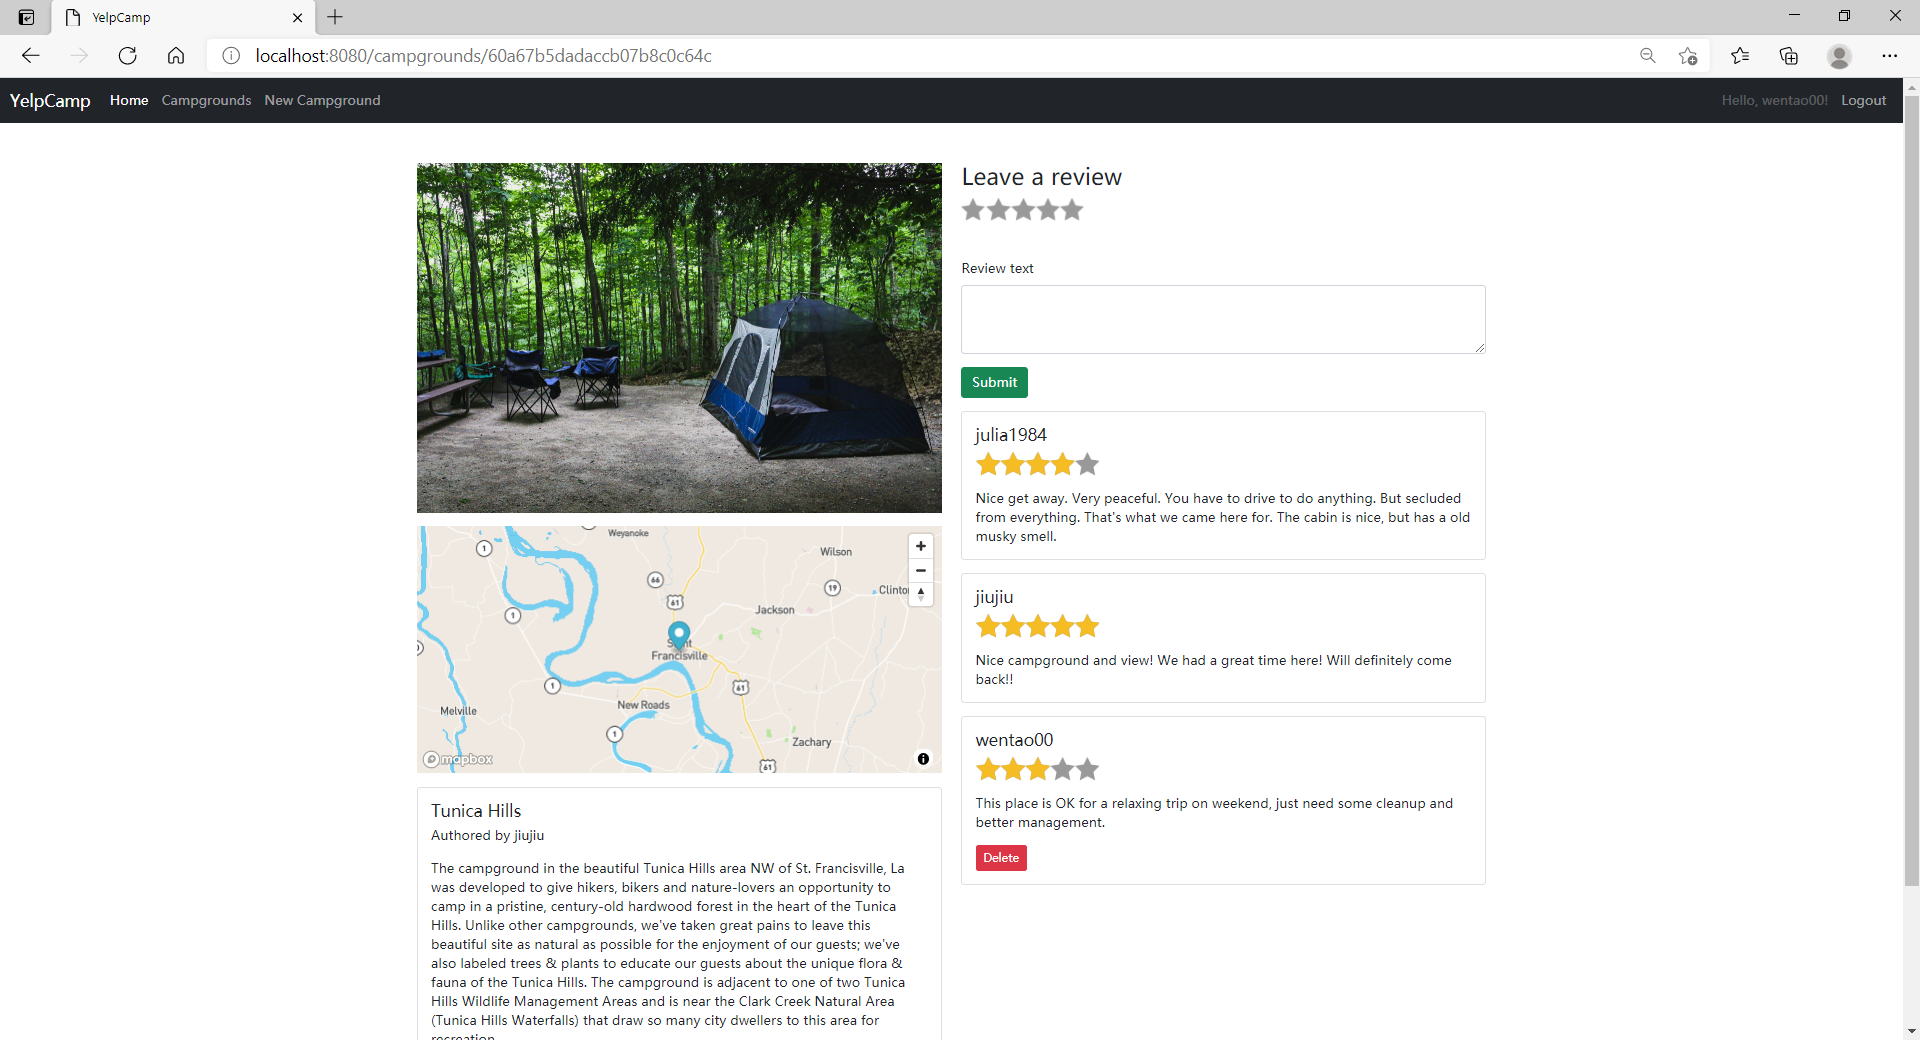 YelpCamp
localhost:8080/campgrounds/60a67b5dadaccb07b8c0c64c
YelpCamp Home Campgrounds New Campground Hello, wentao00! Logout
Leave a review
Review text
Submit
julia1984
Nice get away. Very peaceful. You have to drive to do anything. But secluded
from everything. That's what we came here for. The cabin is nice, but has a old
musky smell.
jiujiu
Nice campground and view! We had a great time here! Will definitely come
back!!
wentao00
This place is OK for a relaxing trip on weekend, just need some cleanup and
better management.
Delete
Weyanoke
1
Wilson
66
19
Clinto
61
Jackson
1
1
Saint
Francisville
1
61
New Roads
Melville
1
Zachary
61
mapbox
Tunica Hills
Authored by jiujiu
The campground in the beautiful Tunica Hills area NW of St. Francisville, La
was developed to give hikers, bikers and nature-lovers an opportunity to
camp in a pristine, century-old hardwood forest in the heart of the Tunica
Hills. Unlike other campgrounds, we've taken great pains to leave this
beautiful site as natural as possible for the enjoyment of our guests; we've
also labeled trees & plants to educate our guests about the unique flora &
fauna of the Tunica Hills. The campground is adjacent to one of two Tunica
Hills Wildlife Management Areas and is near the Clark Creek Natural Area
(Tunica Hills Waterfalls) that draw so many city dwellers to this area for
recreation